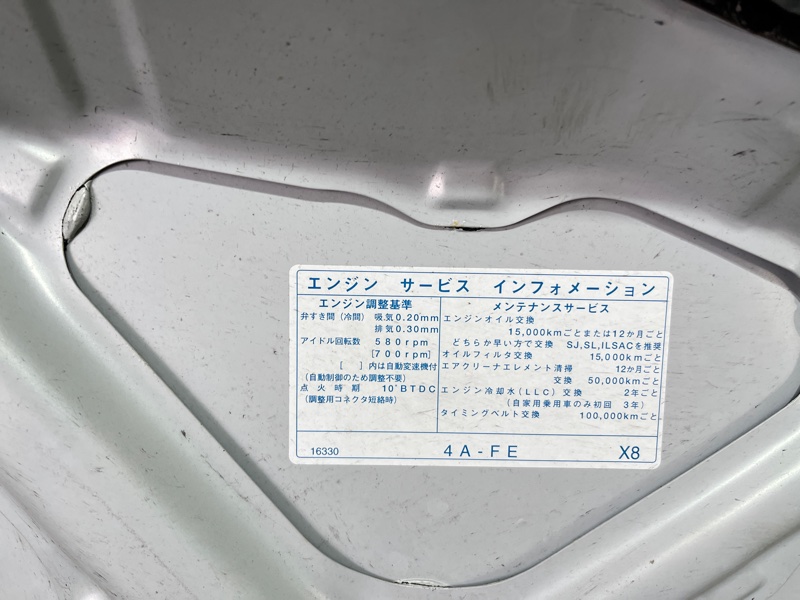 エンジン サービス インフォメーション
エンジン調整基準
弁すき間（冷間） 吸気0.20mm
排気0.30mm
アイドル回転数 580rpm
[700rpm]
[ ]内は自動変速機付
（自動制御のため調整不要）
点火時期 10°BTDC
（調整用コネクタ短絡時）
メンテナンスサービス
エンジンオイル交換
15,000kmごとまたは12か月ごと
どちらか早い方で交換 SJ,SL,ILSACを推奨
オイルフィルタ交換 15,000kmごと
エアクリーナエレメント清掃 12か月ごと
交換 50,000kmごと
エンジン冷却水（LLC）交換 2年ごと
（自家用乗用車のみ初回 3年）
タイミングベルト交換 100,000kmごと
16330 4A-FE X8